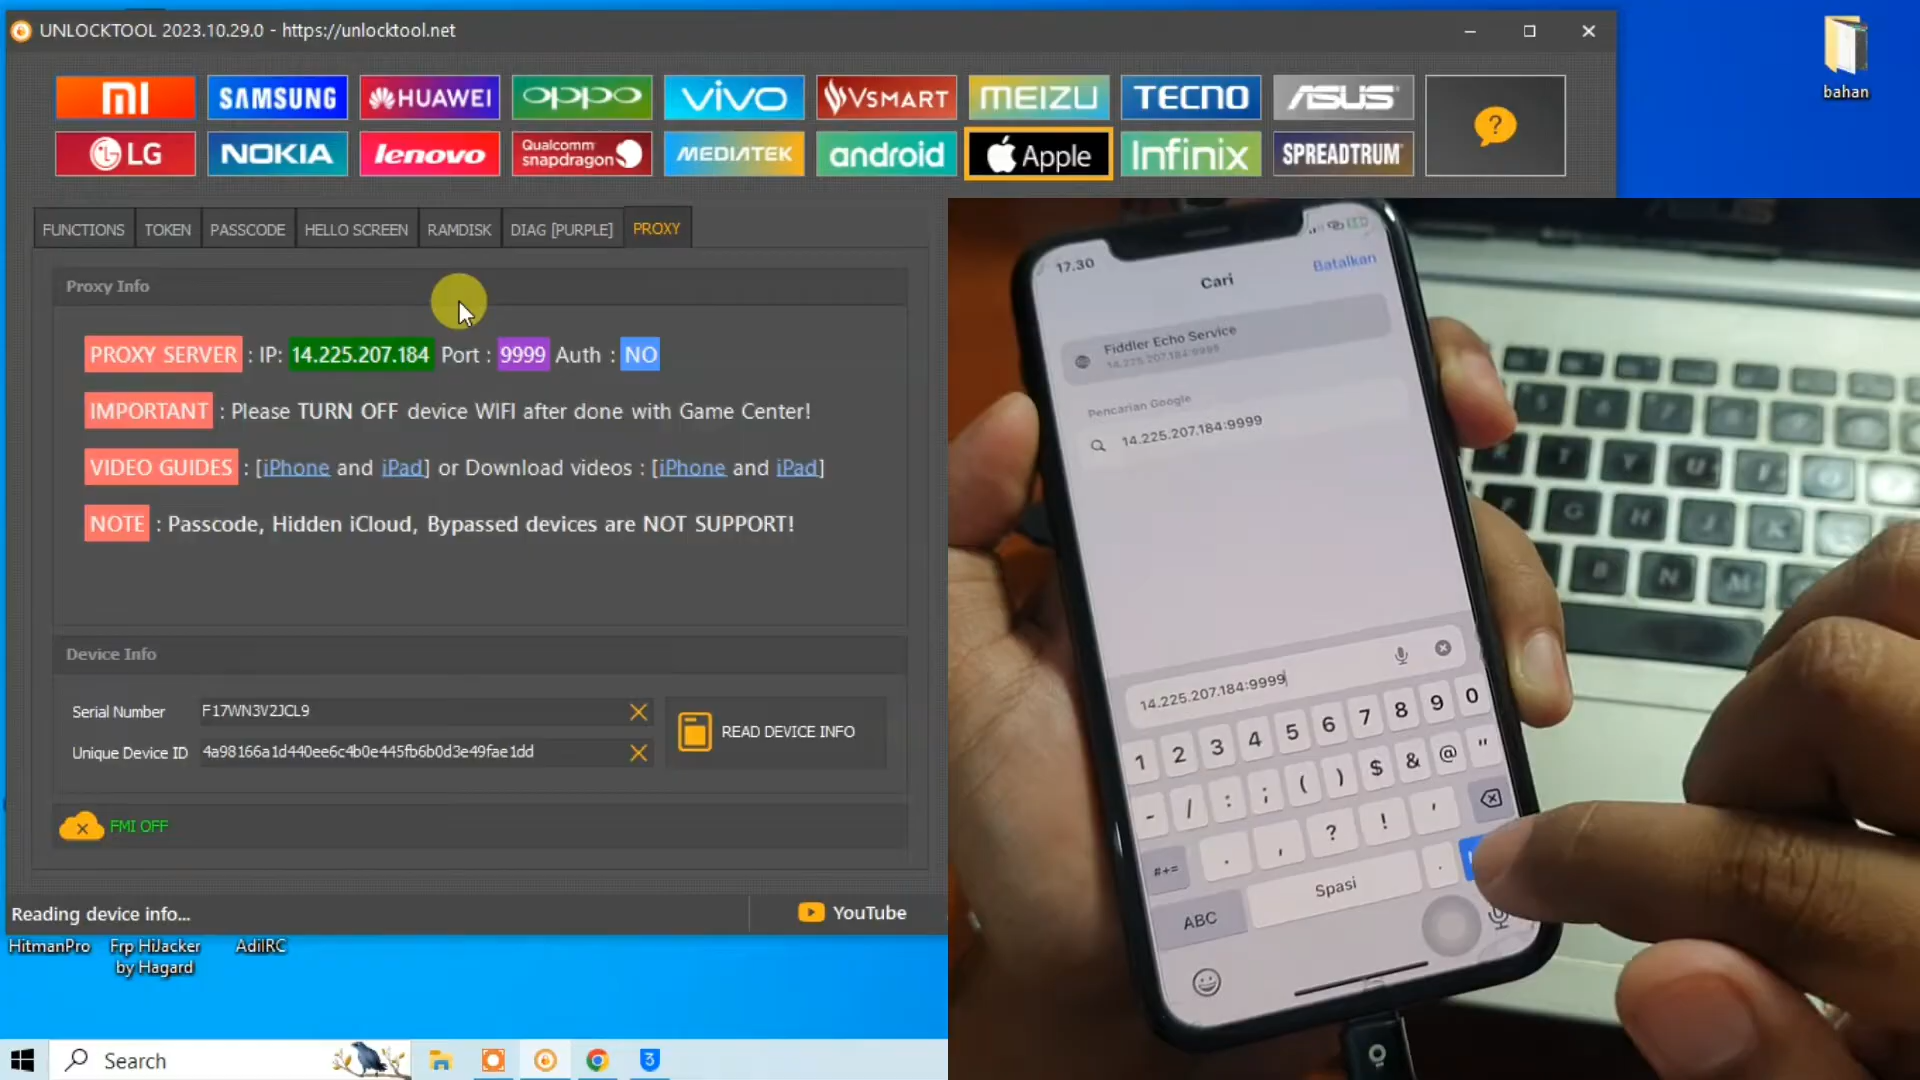 UNLOCKTOOL 2023.10.29.0 - https://unlocktool.net
bahan
mi
SAMSUNG
HUAWEI
oppo
vivo
VSMART
MEIZU
TECNO
ASUS
?
LG
NOKIA
lenovo
Qualcomm
snapdragon
MEDIATEK
android
Apple
Infinix
SPREADTRUM
FUNCTIONS
TOKEN
PASSCODE
HELLO SCREEN
RAMDISK
DIAG [PURPLE]
PROXY
Proxy Info
PROXY SERVER : IP: 14.225.207.184 Port : 9999 Auth : NO
IMPORTANT : Please TURN OFF device WIFI after done with Game Center!
VIDEO GUIDES : [iPhone and iPad] or Download videos : [iPhone and iPad]
NOTE : Passcode, Hidden iCloud, Bypassed devices are NOT SUPPORT!
Device Info
Serial Number F17WN3V2JCL9
Unique Device ID 4a98166a1d440ee6c4b0e445fb6b0d3e49fae1dd
READ DEVICE INFO
FMI OFF
Reading device info...
YouTube
HitmanPro
Frp HiJacker
by Hagard
AdiIRC
Search
3
17.30
Cari
Batalkan
Fiddler Echo Service
14.225.207.184:9999
Pencarian Google
14.225.207.184:9999
14.225.207.184:9999
1 2 3 4 5 6 7 8 9 0
- / : ; ( ) $ & @ "
#+= . , ? ! '
ABC
Spasi
.